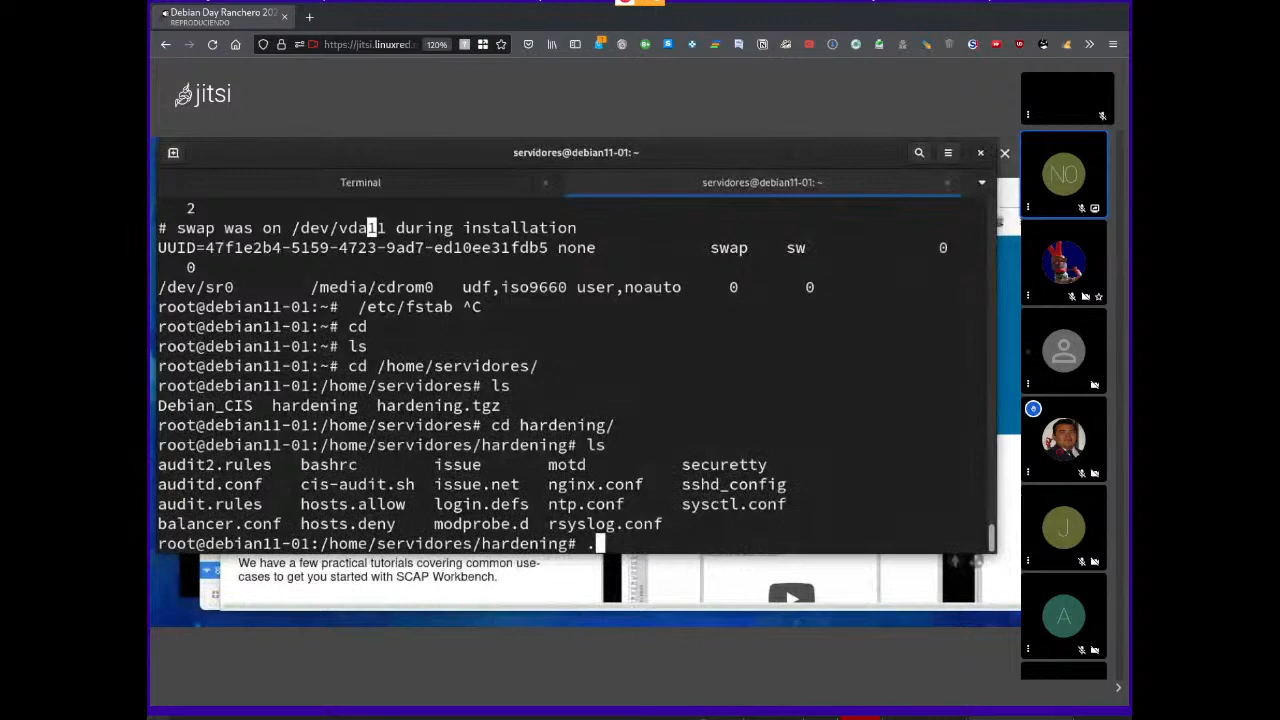 Debian Day Ranchero 202
REPRODUCIENDO
https://jitsi.linuxred.
120%
jitsi
servidores@debian11-01: ~
Terminal
servidores@debian11-01: ~
2
# swap was on /dev/vda11 during installation
UUID=47f1e2b4-5159-4723-9ad7-ed10ee31fdb5 none swap sw 0
0
/dev/sr0 /media/cdrom0 udf,iso9660 user,noauto 0 0
root@debian11-01:~# /etc/fstab ^C
root@debian11-01:~# cd
root@debian11-01:~# ls
root@debian11-01:~# cd /home/servidores/
root@debian11-01:/home/servidores# ls
Debian_CIS hardening hardening.tgz
root@debian11-01:/home/servidores# cd hardening/
root@debian11-01:/home/servidores/hardening# ls
audit2.rules bashrc issue motd securetty
auditd.conf cis-audit.sh issue.net nginx.conf sshd_config
audit.rules hosts.allow login.defs ntp.conf sysctl.conf
balancer.conf hosts.deny modprobe.d rsyslog.conf
root@debian11-01:/home/servidores/hardening# .
We have a few practical tutorials covering common use-
cases to get you started with SCAP Workbench.
N0
J
A